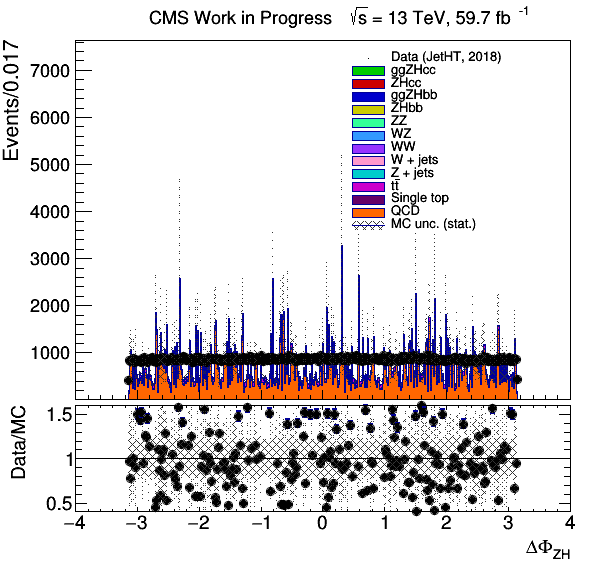 CMS Work in Progress √s = 13 TeV, 59.7 fb⁻¹
Events/0.017
7000
6000
5000
4000
3000
2000
1000
Data (JetHT, 2018)
ggZHcc
ZHcc
ggZHbb
ZHbb
ZZ
WZ
WW
W + jets
Z + jets
tt̄
Single top
QCD
MC unc. (stat.)
Data/MC
1.5
1
0.5
−4 −3 −2 −1 0 1 2 3 4
ΔΦ_ZH